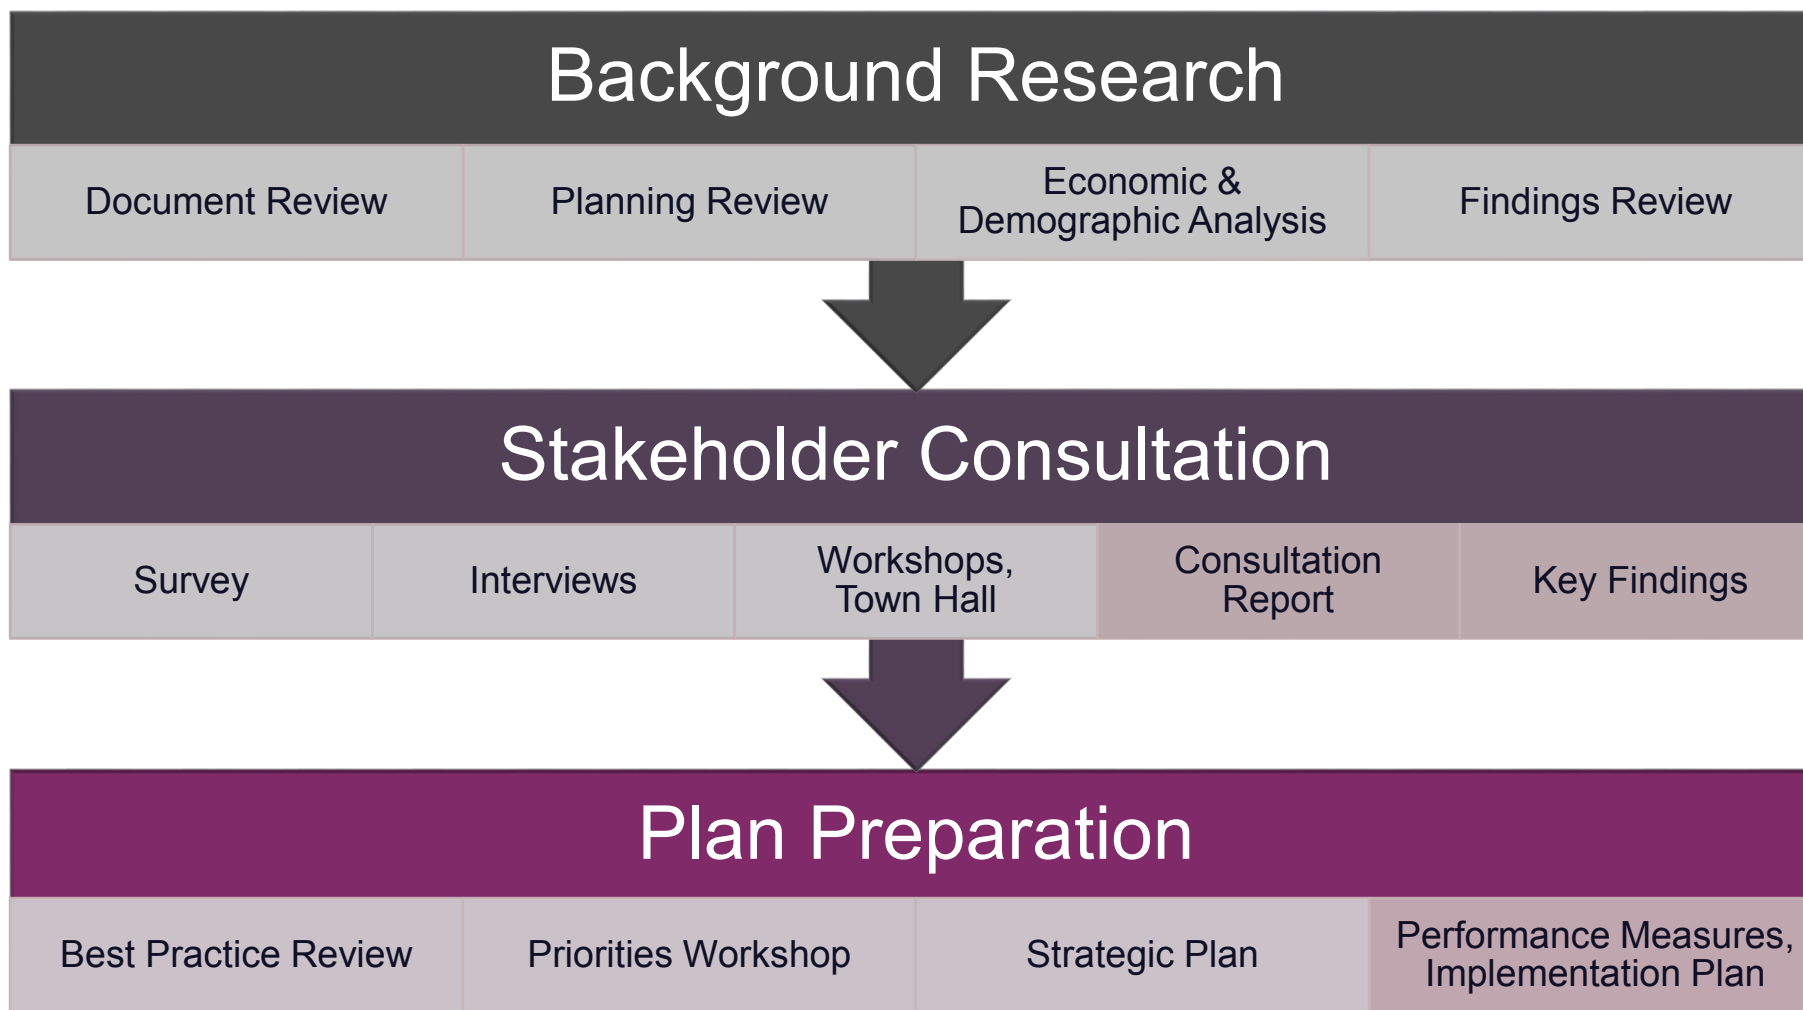 Background Research
Document Review
Planning Review
Economic &
Demographic Analysis
Findings Review
Stakeholder Consultation
Survey
Interviews
Workshops,
Town Hall
Consultation
Report
Key Findings
Plan Preparation
Best Practice Review
Priorities Workshop
Strategic Plan
Performance Measures,
Implementation Plan